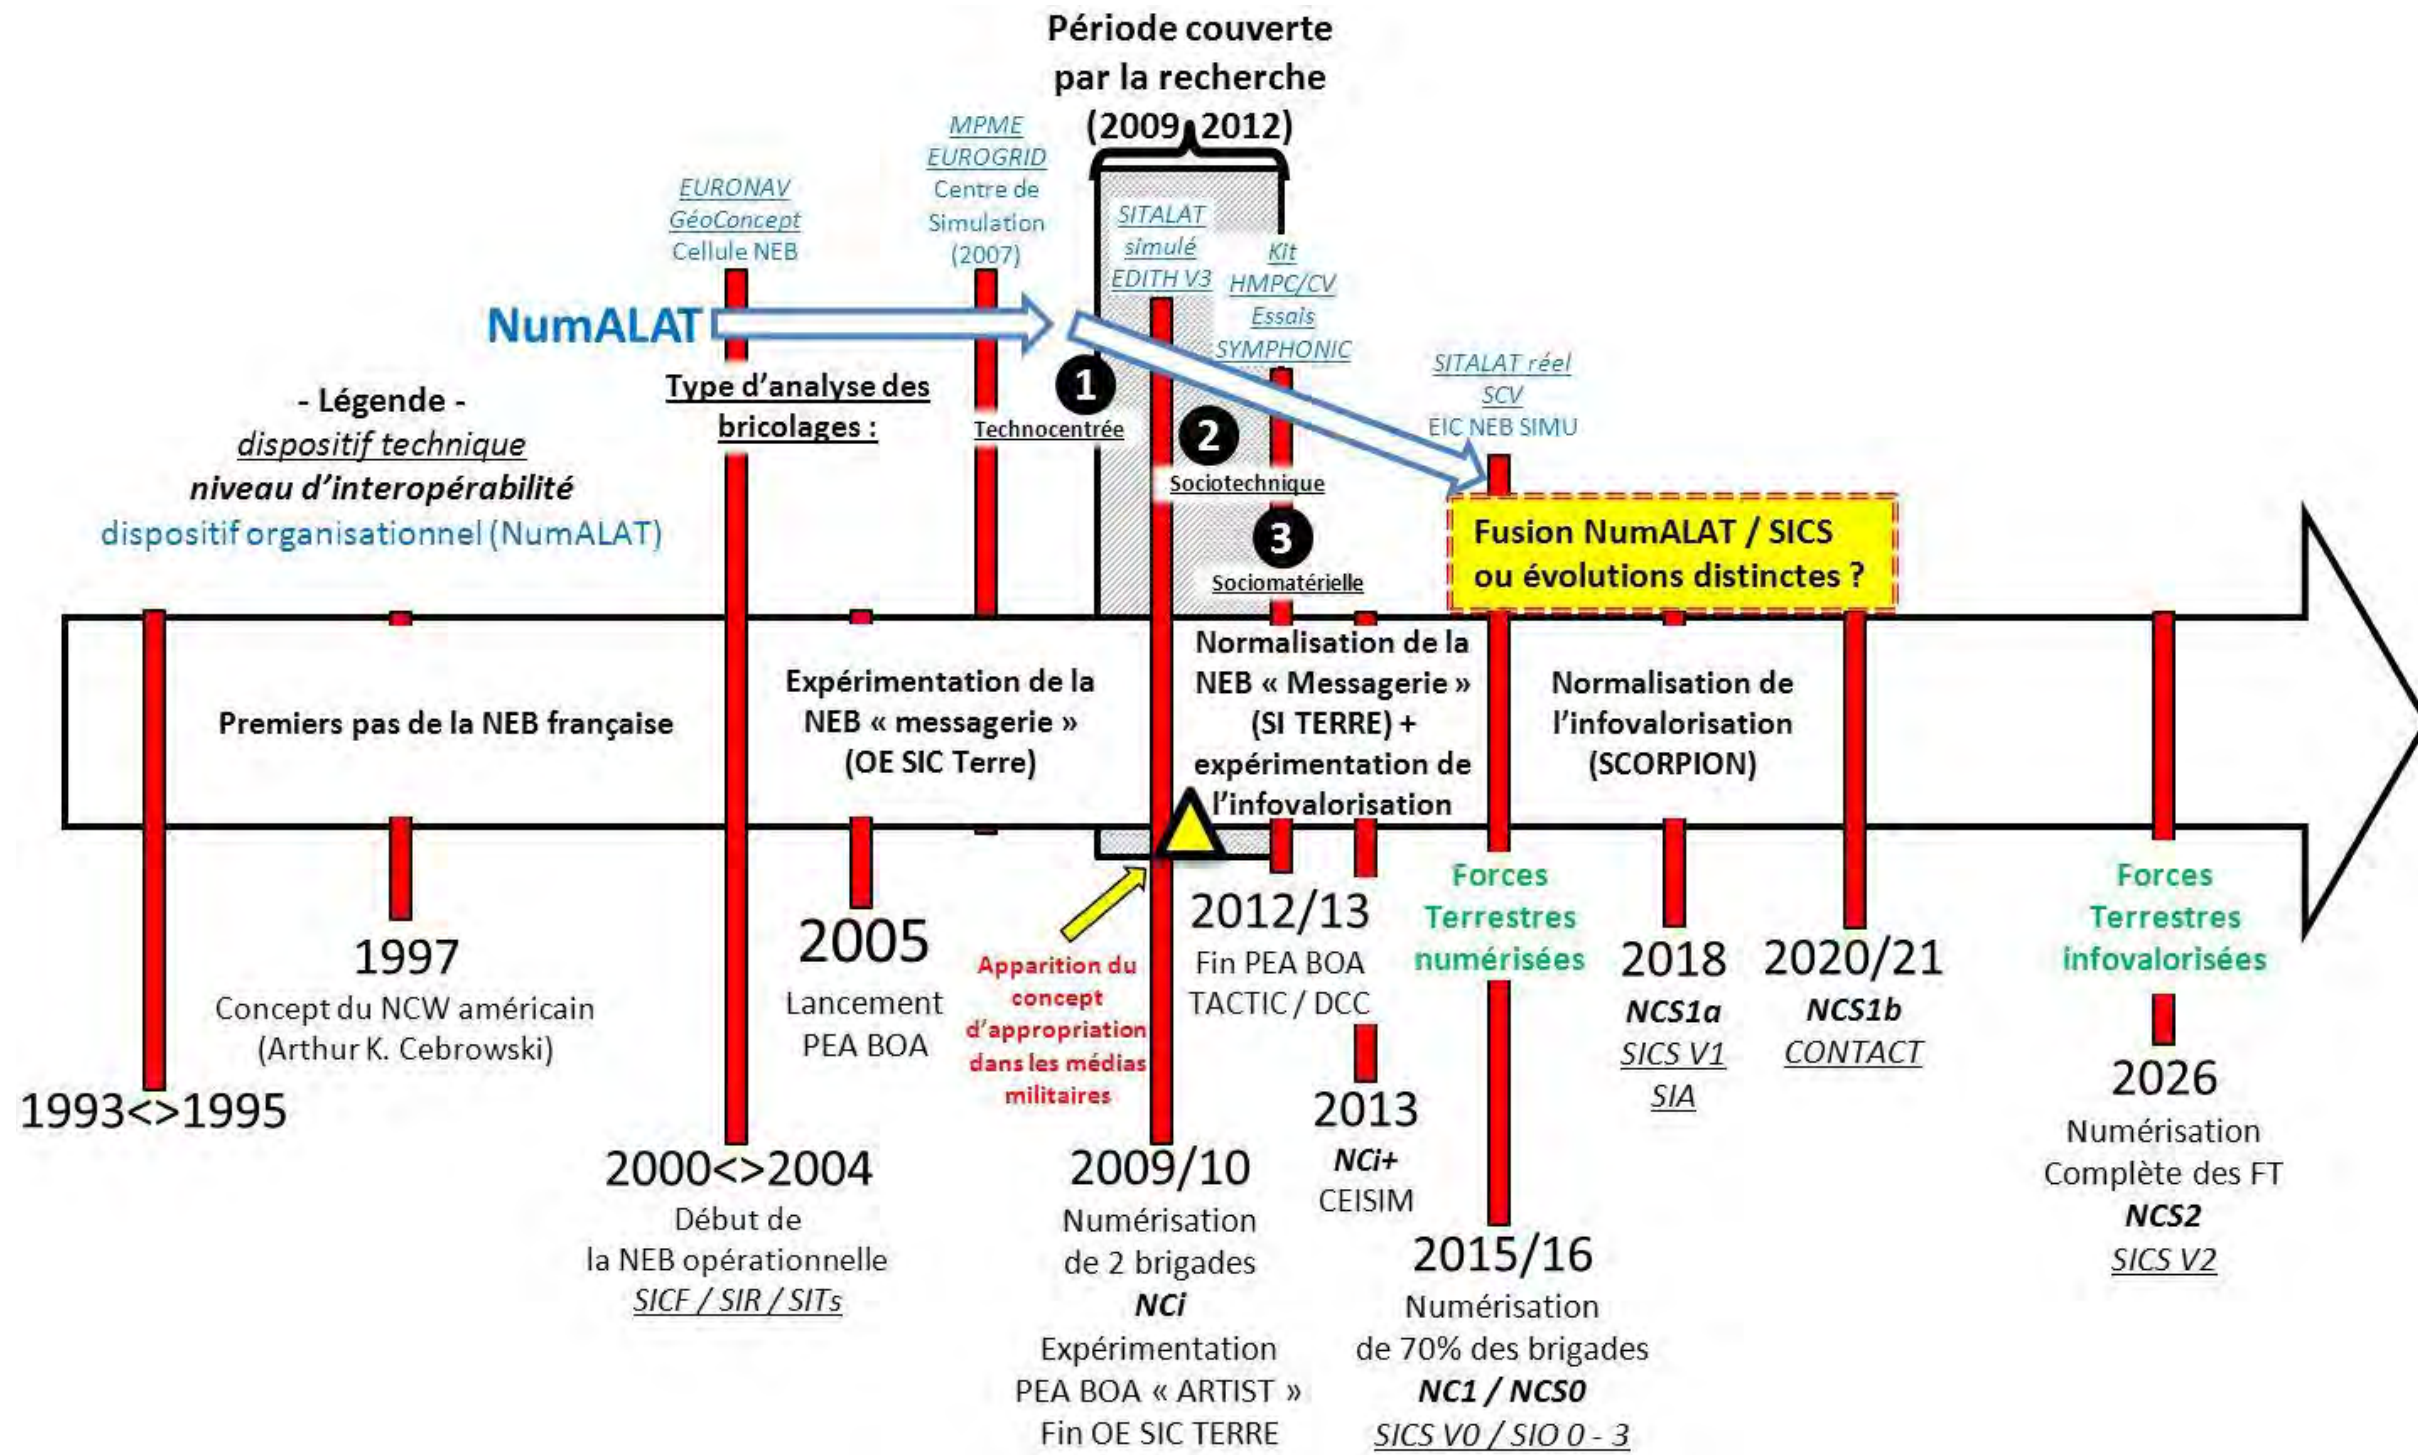 Période couverte
par la recherche
(2009 2012)
MPME
EUROGRID
Centre de
Simulation
(2007)
EURONAV
GéoConcept
Cellule NEB
SITALAT
simulé
EDITH V3
Kit
HMPC/CV
Essais
SYMPHONIC
SITALAT réel
SCV
EIC NEB SIMU
NumALAT
Type d'analyse des
bricolages :
1
Technocentrée
2
Sociotechnique
3
Sociomatérielle
- Légende -
dispositif technique
niveau d'interopérabilité
dispositif organisationnel (NumALAT)
Fusion NumALAT / SICS
ou évolutions distinctes ?
Premiers pas de la NEB française
Expérimentation de la
NEB « messagerie »
(OE SIC Terre)
Normalisation de la
NEB « Messagerie »
(SI TERRE) +
expérimentation de
l'infovalorisation
Normalisation de
l'infovalorisation
(SCORPION)
1993<>1995
1997
Concept du NCW américain
(Arthur K. Cebrowski)
2000<>2004
Début de
la NEB opérationnelle
SICF / SIR / SITs
2005
Lancement
PEA BOA
Apparition du
concept
d'appropriation
dans les médias
militaires
2009/10
Numérisation
de 2 brigades
NCi
Expérimentation
PEA BOA « ARTIST »
Fin OE SIC TERRE
2012/13
Fin PEA BOA
TACTIC / DCC
2013
NCi+
CEISIM
Forces
Terrestres
numérisées
2015/16
Numérisation
de 70% des brigades
NC1 / NCS0
SICS V0 / SIO 0 - 3
2018
NCS1a
SICS V1
SIA
2020/21
NCS1b
CONTACT
Forces
Terrestres
infovalorisées
2026
Numérisation
Complète des FT
NCS2
SICS V2